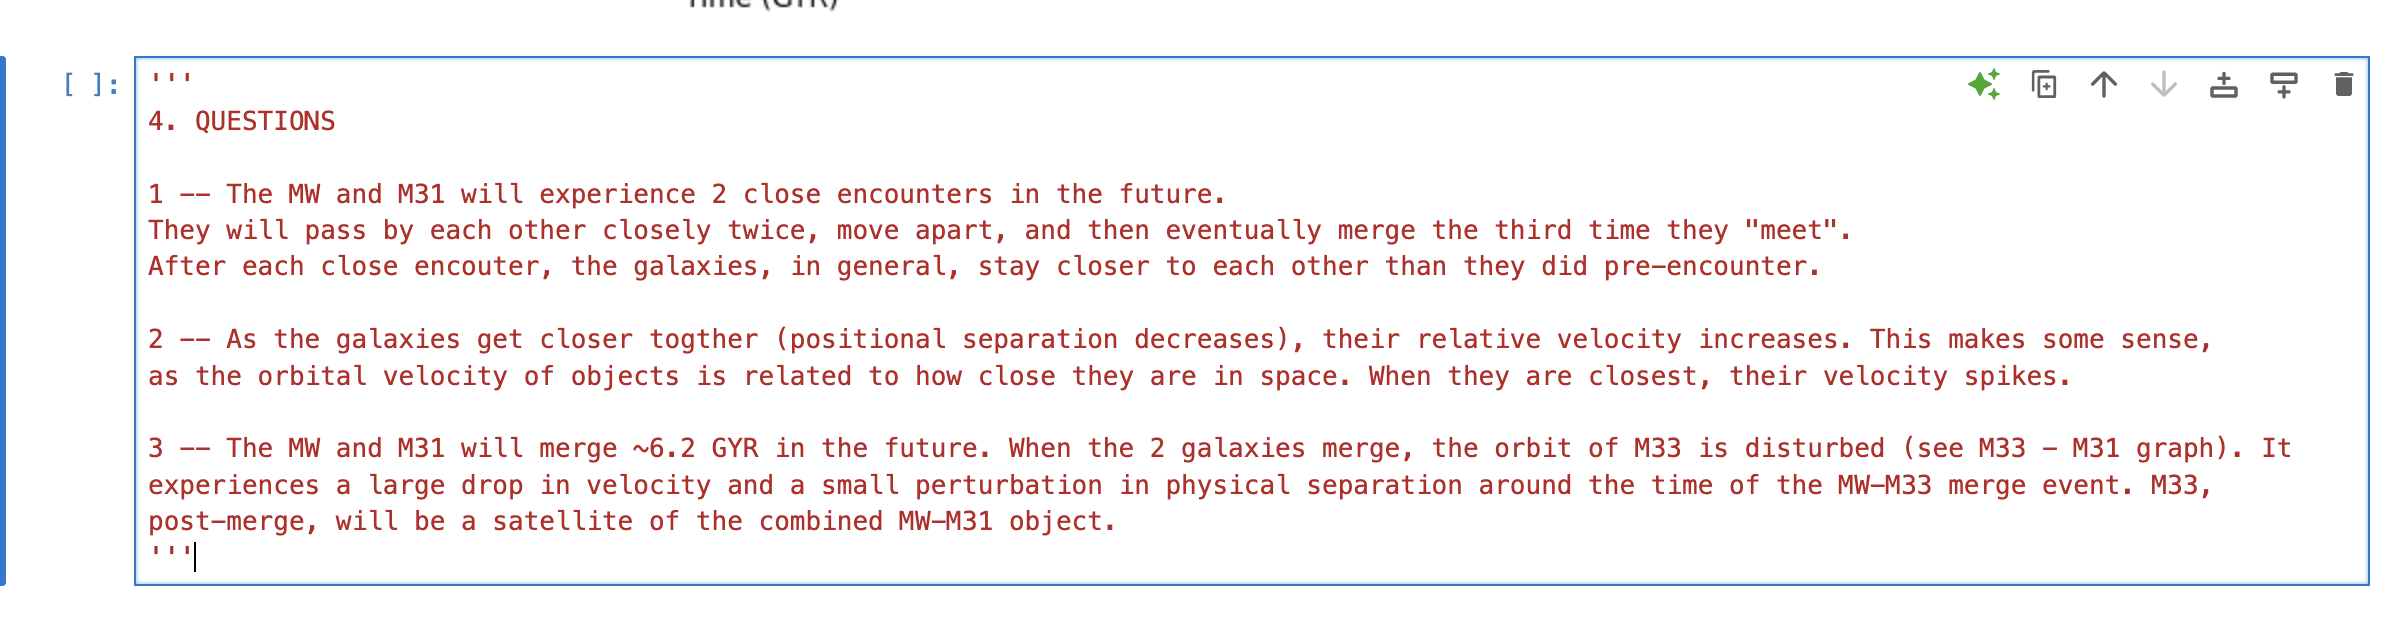 Time (GYR)
[ ]:
'''
4. QUESTIONS
1 -- The MW and M31 will experience 2 close encounters in the future.
They will pass by each other closely twice, move apart, and then eventually merge the third time they "meet".
After each close encouter, the galaxies, in general, stay closer to each other than they did pre-encounter.
2 -- As the galaxies get closer togther (positional separation decreases), their relative velocity increases. This makes some sense,
as the orbital velocity of objects is related to how close they are in space. When they are closest, their velocity spikes.
3 -- The MW and M31 will merge ~6.2 GYR in the future. When the 2 galaxies merge, the orbit of M33 is disturbed (see M33 - M31 graph). It
experiences a large drop in velocity and a small perturbation in physical separation around the time of the MW-M33 merge event. M33,
post-merge, will be a satellite of the combined MW-M31 object.
'''